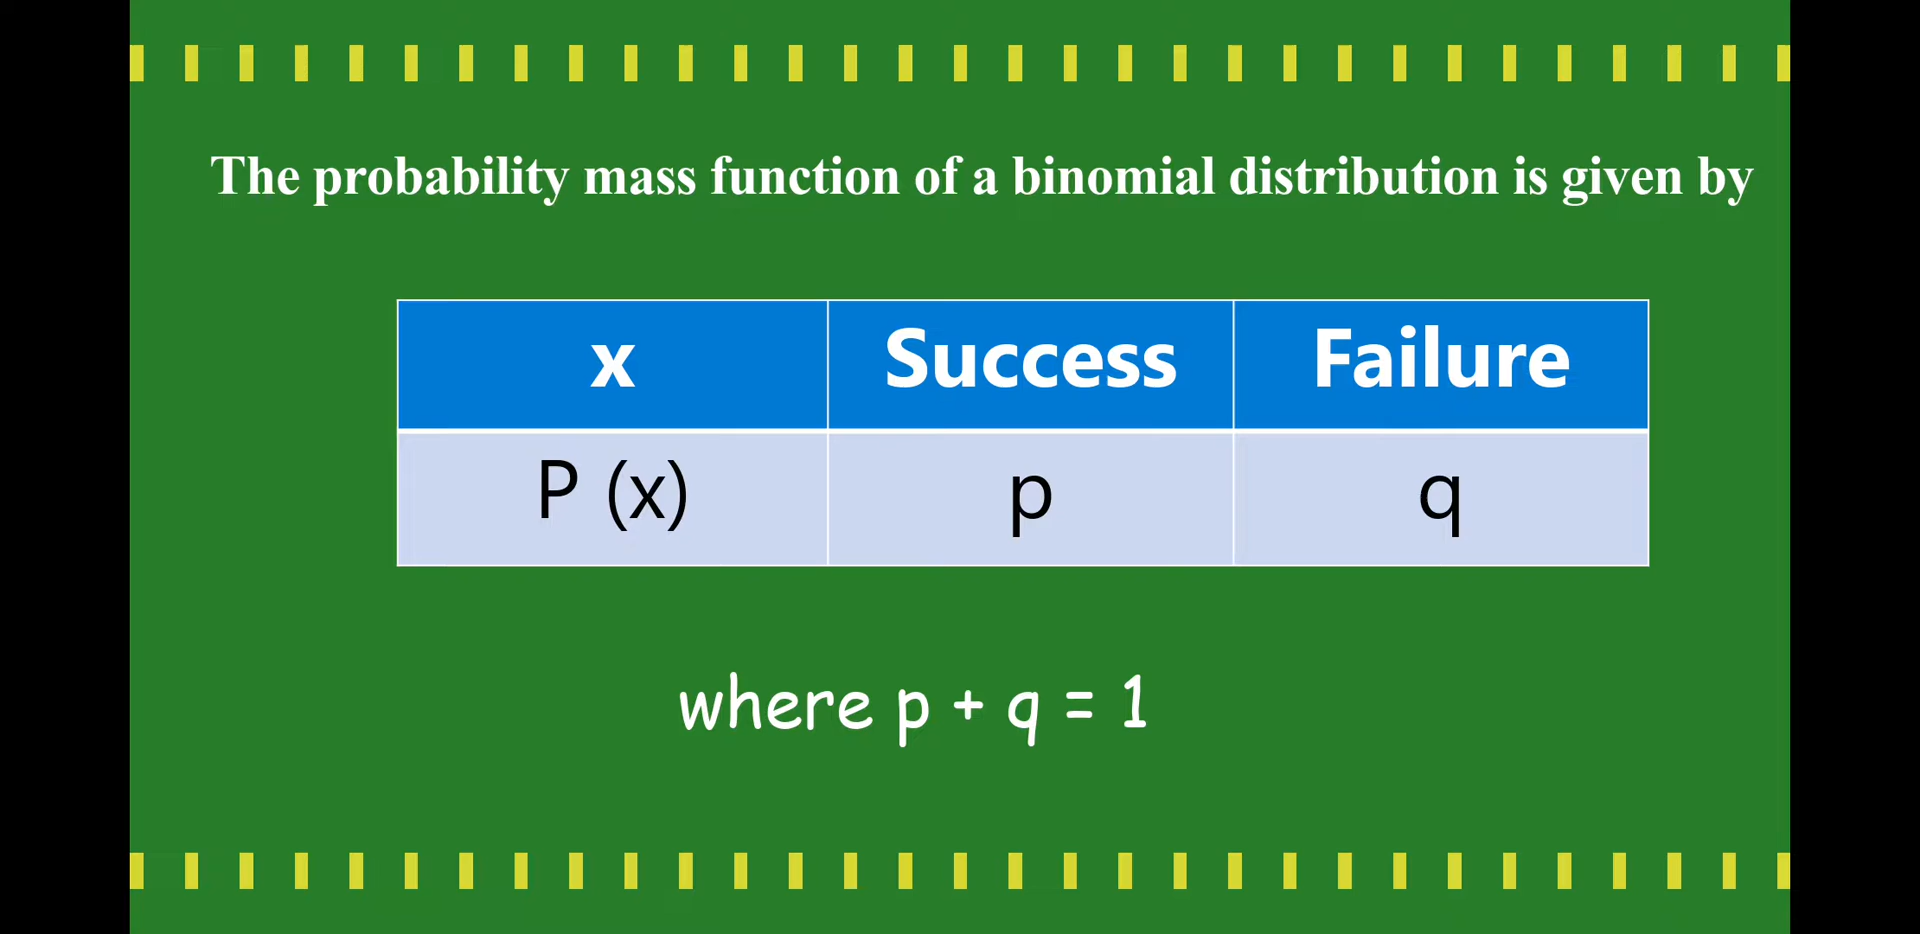 The probability mass function of a binomial distribution is given by
x Success Failure
P (x) p q
where p + q = 1